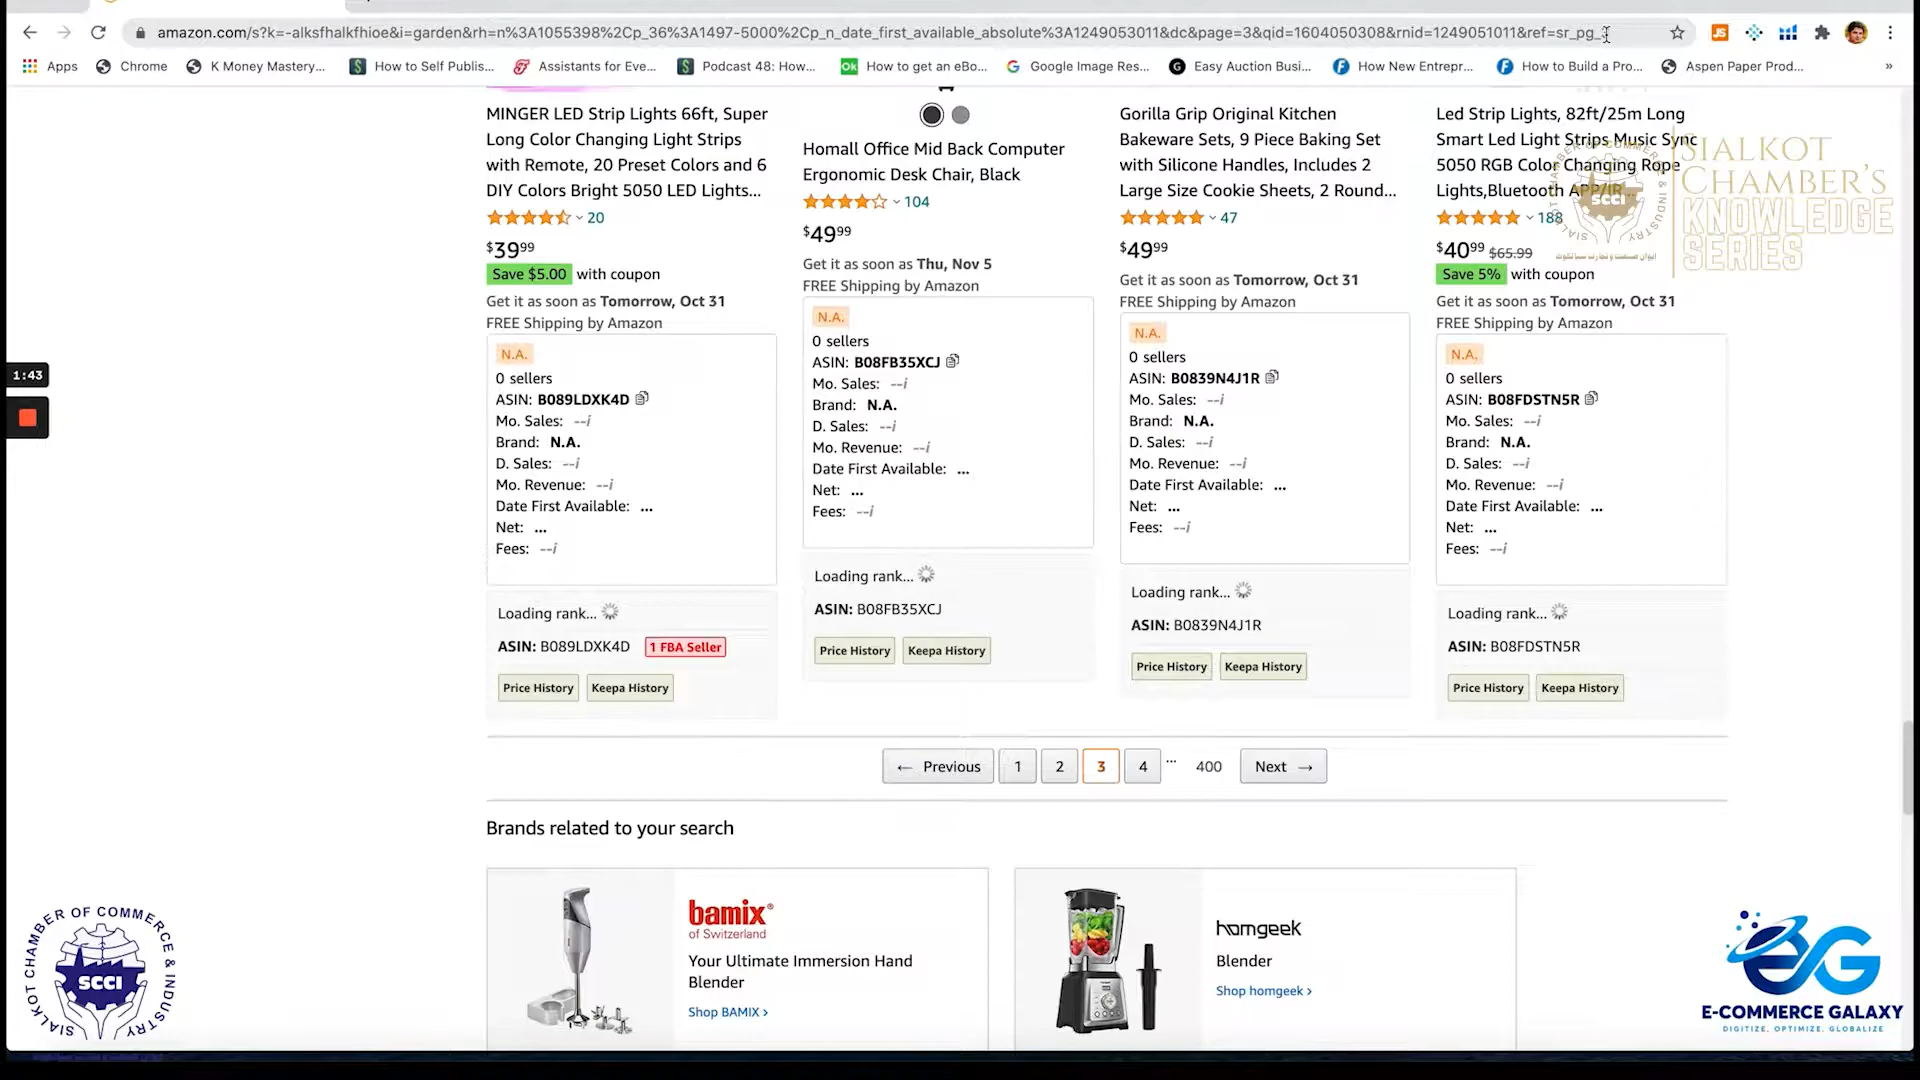 amazon.com/s?k=-alksfhalkfhioe&i=garden&rh=n%3A1055398%2Cp_36%3A1497-5000%2Cp_n_date_first_available_absolute%3A1249053011&dc&page=3&qid=1604050308&rnid=1249051011&ref=sr_pg_3
Apps Chrome K Money Mastery... How to Self Publis... Assistants for Eve... Podcast 48: How... How to get an eBo... Google Image Res... Easy Auction Busi... How New Entrepr... How to Build a Pro... Aspen Paper Prod... »
MINGER LED Strip Lights 66ft, Super
Long Color Changing Light Strips
with Remote, 20 Preset Colors and 6
DIY Colors Bright 5050 LED Lights...
20
$39.99
Save $5.00 with coupon
Get it as soon as Tomorrow, Oct 31
FREE Shipping by Amazon
N.A.
0 sellers
ASIN: B089LDXK4D
Mo. Sales: --i
Brand: N.A.
D. Sales: --i
Mo. Revenue: --i
Date First Available: ...
Net: ...
Fees: --i
Loading rank...
ASIN: B089LDXK4D 1 FBA Seller
Price History Keepa History
Homall Office Mid Back Computer
Ergonomic Desk Chair, Black
104
$49.99
Get it as soon as Thu, Nov 5
FREE Shipping by Amazon
N.A.
0 sellers
ASIN: B08FB35XCJ
Mo. Sales: --i
Brand: N.A.
D. Sales: --i
Mo. Revenue: --i
Date First Available: ...
Net: ...
Fees: --i
Loading rank...
ASIN: B08FB35XCJ
Price History Keepa History
Gorilla Grip Original Kitchen
Bakeware Sets, 9 Piece Baking Set
with Silicone Handles, Includes 2
Large Size Cookie Sheets, 2 Round...
47
$49.99
Get it as soon as Tomorrow, Oct 31
FREE Shipping by Amazon
N.A.
0 sellers
ASIN: B0839N4J1R
Mo. Sales: --i
Brand: N.A.
D. Sales: --i
Mo. Revenue: --i
Date First Available: ...
Net: ...
Fees: --i
Loading rank...
ASIN: B0839N4J1R
Price History Keepa History
Led Strip Lights, 82ft/25m Long
Smart Led Light Strips Music Sync
5050 RGB Color Changing Rope
Lights,Bluetooth APP/IR...
188
$40.99 $65.99
Save 5% with coupon
Get it as soon as Tomorrow, Oct 31
FREE Shipping by Amazon
N.A.
0 sellers
ASIN: B08FDSTN5R
Mo. Sales: --i
Brand: N.A.
D. Sales: --i
Mo. Revenue: --i
Date First Available: ...
Net: ...
Fees: --i
Loading rank...
ASIN: B08FDSTN5R
Price History Keepa History
SIALKOT
CHAMBER'S
KNOWLEDGE
SERIES
SCCI
1:43
← Previous 1 2 3 4 ... 400 Next →
Brands related to your search
bamix®
of Switzerland
Your Ultimate Immersion Hand
Blender
Shop BAMIX ›
homgeek
Blender
Shop homgeek ›
SIALKOT CHAMBER OF COMMERCE & INDUSTRY
SCCI
E-COMMERCE GALAXY
DIGITIZE. OPTIMIZE. GLOBALIZE